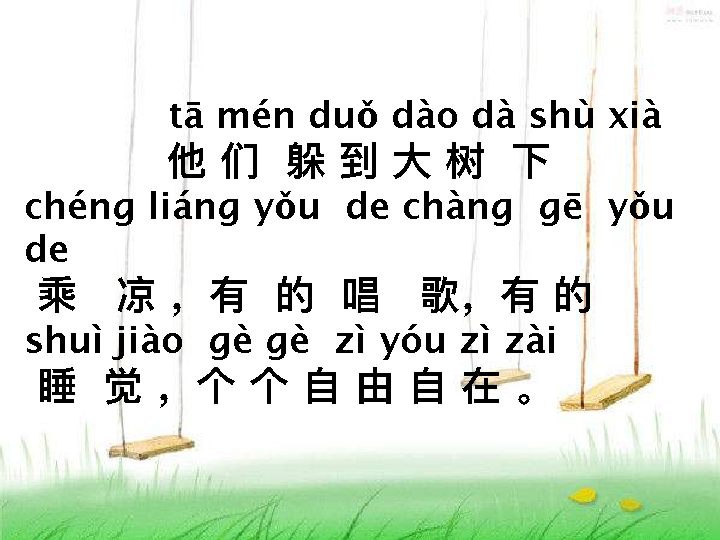 tā mén duǒ dào dà shù xià
他们 躲到大树 下
chéng liáng yǒu de chàng gē yǒu
de
乘 凉，有 的 唱 歌，有的
shuì jiào gè gè zì yóu zì zài
睡 觉，个个自由自在。